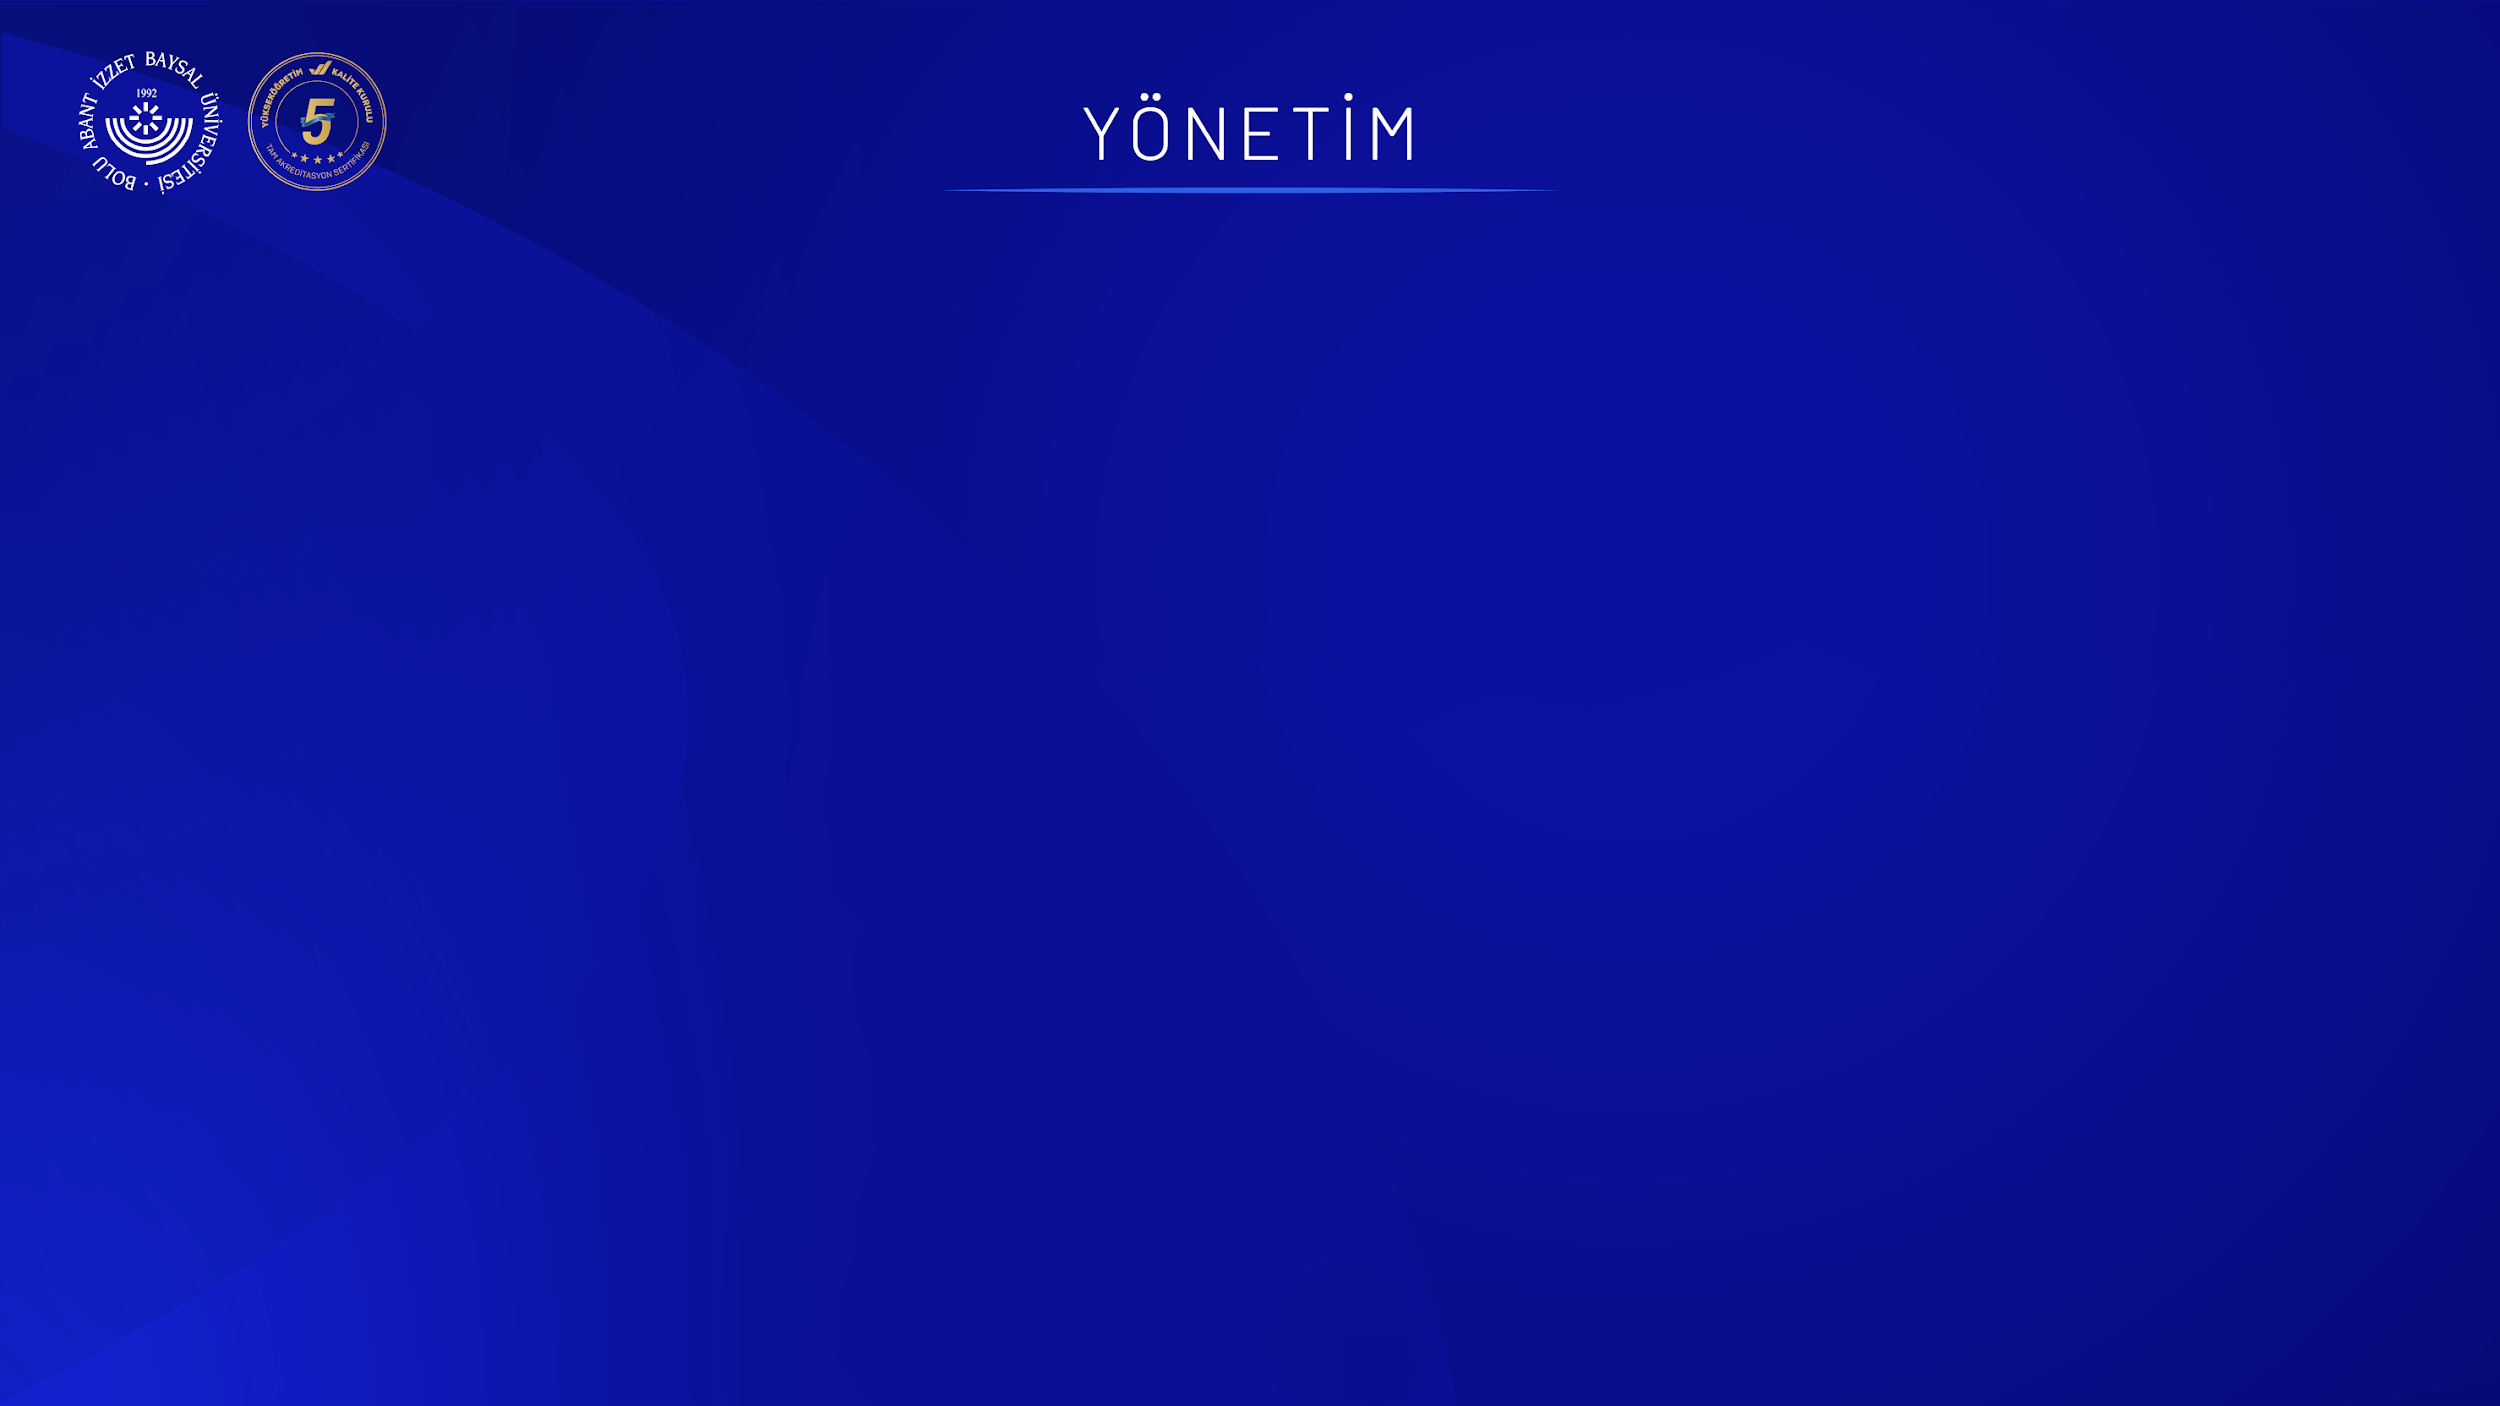 BOLU ABANT İZZET BAYSAL ÜNİVERSİTESİ ·
1992
YÜKSEKÖĞRETİM KALİTE KURULU
5
TAM AKREDİTASYON SERTİFİKASI
YÖNETİM